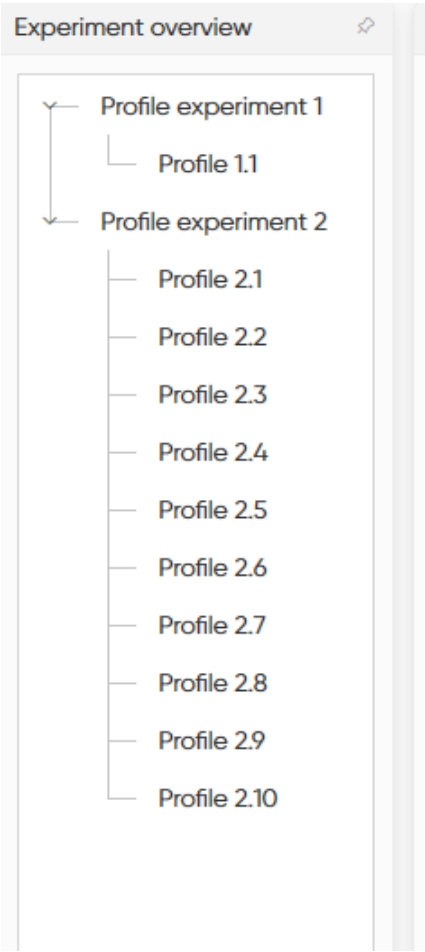 Experiment overview
Profile experiment 1
Profile 1.1
Profile experiment 2
Profile 2.1
Profile 2.2
Profile 2.3
Profile 2.4
Profile 2.5
Profile 2.6
Profile 2.7
Profile 2.8
Profile 2.9
Profile 2.10